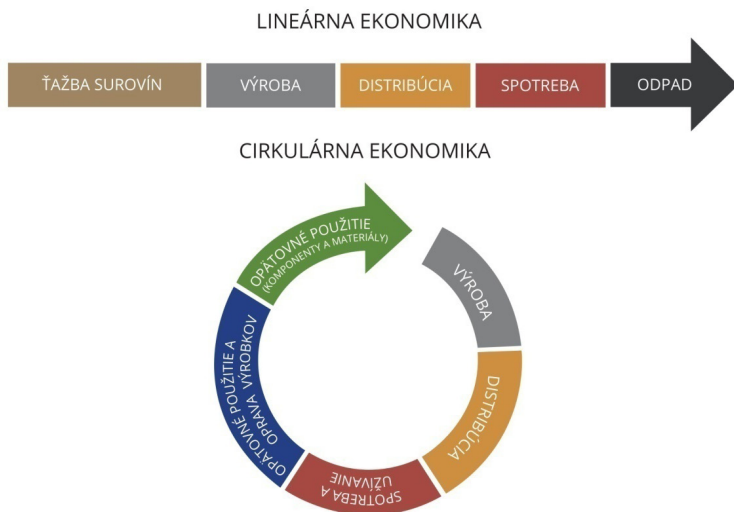 LINEÁRNA EKONOMIKA
ŤAŽBA SUROVÍN
VÝROBA
DISTRIBÚCIA
SPOTREBA
ODPAD
CIRKULÁRNA EKONOMIKA
VÝROBA
DISTRIBÚCIA
SPOTREBA A
UŽÍVANIE
OPÄTOVNÉ POUŽITIE A
OPRAVA VÝROBKOV
OPÄTOVNÉ POUŽITIE
(KOMPONENTY A MATERIÁLY)